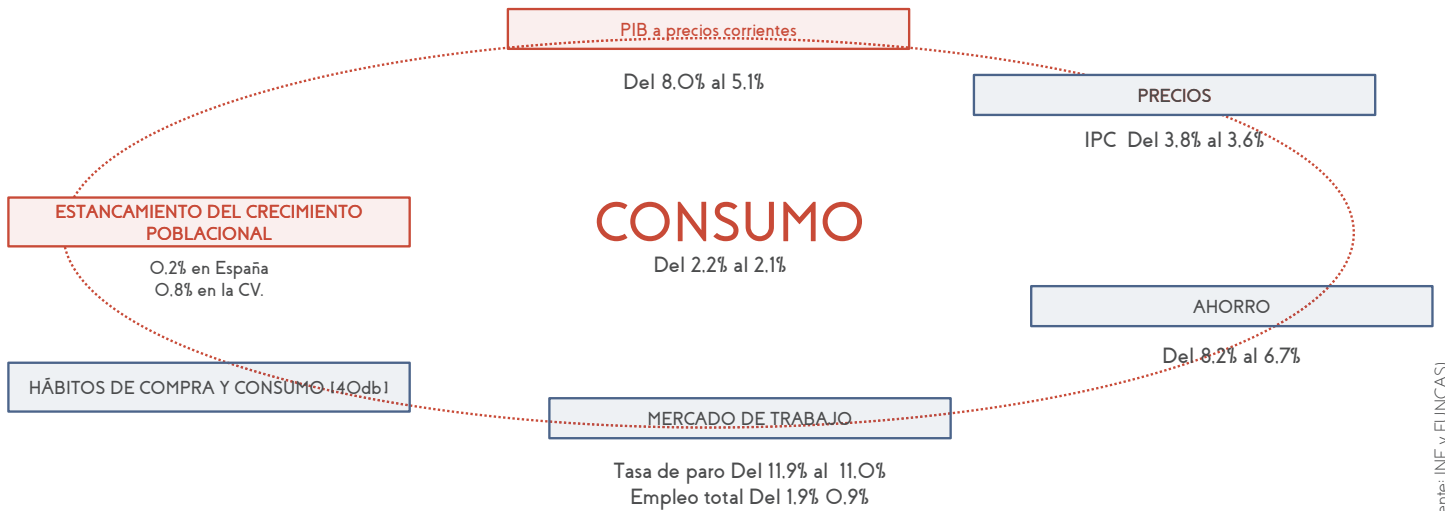 PIB a precios corrientes
Del 8,0% al 5,1%
PRECIOS
IPC Del 3,8% al 3,6%
ESTANCAMIENTO DEL CRECIMIENTO
POBLACIONAL
0,2% en España
0,8% en la CV.
CONSUMO
Del 2,2% al 2,1%
AHORRO
Del 8,2% al 6,7%
HÁBITOS DE COMPRA Y CONSUMO [40db]
MERCADO DE TRABAJO
Tasa de paro Del 11,9% al 11,0%
Empleo total Del 1,9% 0,9%
INE y FUNCAS]